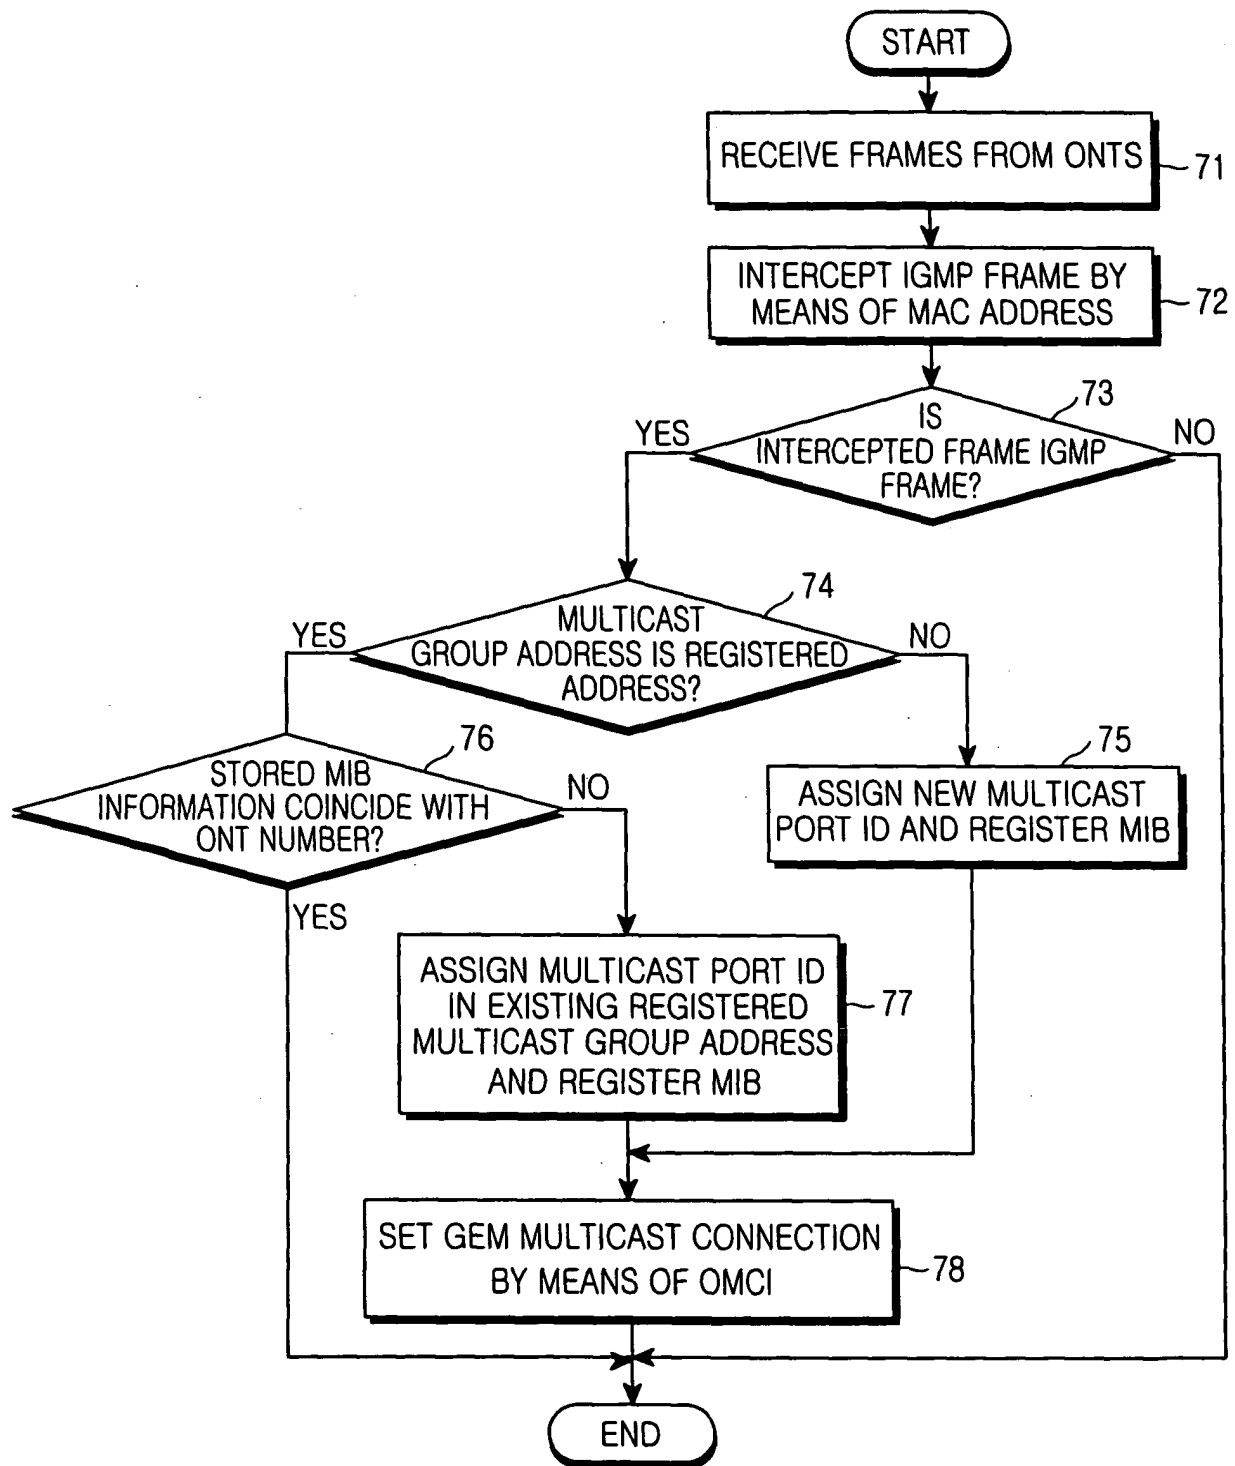 START
RECEIVE FRAMES FROM ONTS
71
INTERCEPT IGMP FRAME BY
MEANS OF MAC ADDRESS
72
73
IS
INTERCEPTED FRAME IGMP
FRAME?
YES
NO
74
MULTICAST
GROUP ADDRESS IS REGISTERED
ADDRESS?
YES
NO
76
STORED MIB
INFORMATION COINCIDE WITH
ONT NUMBER?
NO
YES
75
ASSIGN NEW MULTICAST
PORT ID AND REGISTER MIB
ASSIGN MULTICAST PORT ID
IN EXISTING REGISTERED
MULTICAST GROUP ADDRESS
AND REGISTER MIB
77
SET GEM MULTICAST CONNECTION
BY MEANS OF OMCI
78
END